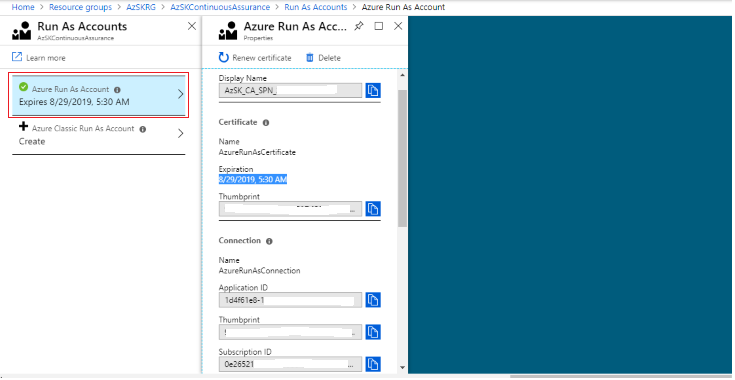 Home > Resource groups > AzSKRG > AzSKContinuousAssurance > Run As Accounts > Azure Run As Account
Run As Accounts
AzSKContinuousAssurance
Learn more
Azure Run As Account
Expires 8/29/2019, 5:30 AM
Azure Classic Run As Account
Create
Azure Run As Acc...
Properties
Renew certificate
Delete
Display Name
AzSK_CA_SPN_
Certificate
Name
AzureRunAsCertificate
Expiration
8/29/2019, 5:30 AM
Thumbprint
...
Connection
Name
AzureRunAsConnection
Application ID
1d4f61e8-1
Thumbprint
Subscription ID
0e26521 ...